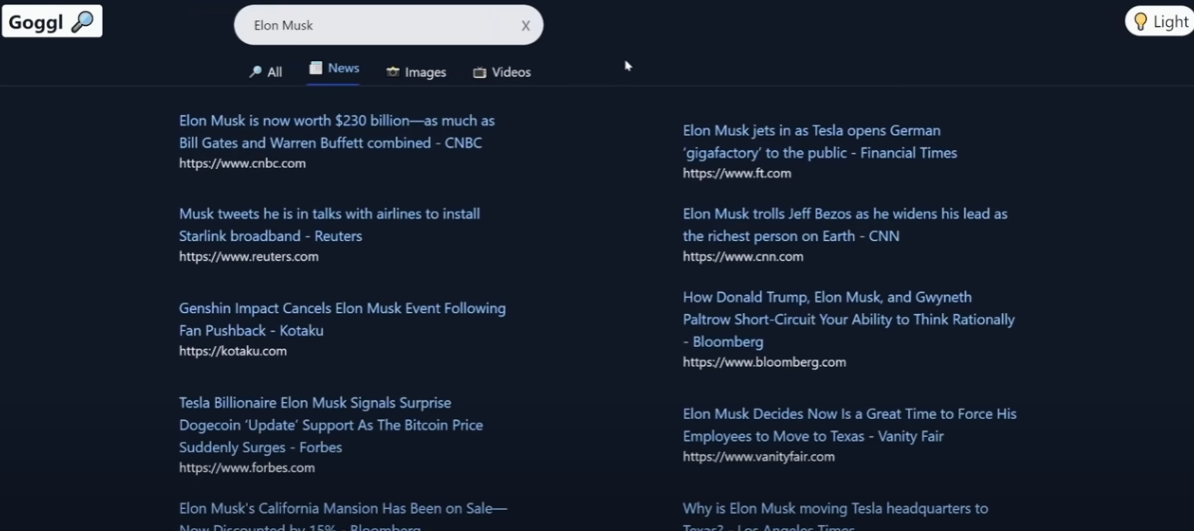 Goggl
Elon Musk
X
Light
All
News
Images
Videos
Elon Musk is now worth $230 billion—as much as
Bill Gates and Warren Buffett combined - CNBC
https://www.cnbc.com
Musk tweets he is in talks with airlines to install
Starlink broadband - Reuters
https://www.reuters.com
Genshin Impact Cancels Elon Musk Event Following
Fan Pushback - Kotaku
https://kotaku.com
Tesla Billionaire Elon Musk Signals Surprise
Dogecoin ‘Update’ Support As The Bitcoin Price
Suddenly Surges - Forbes
https://www.forbes.com
Elon Musk's California Mansion Has Been on Sale—
Now Discounted by 15% - Bloomberg
Elon Musk jets in as Tesla opens German
‘gigafactory’ to the public - Financial Times
https://www.ft.com
Elon Musk trolls Jeff Bezos as he widens his lead as
the richest person on Earth - CNN
https://www.cnn.com
How Donald Trump, Elon Musk, and Gwyneth
Paltrow Short-Circuit Your Ability to Think Rationally
- Bloomberg
https://www.bloomberg.com
Elon Musk Decides Now Is a Great Time to Force His
Employees to Move to Texas - Vanity Fair
https://www.vanityfair.com
Why is Elon Musk moving Tesla headquarters to
Texas? - Los Angeles Times